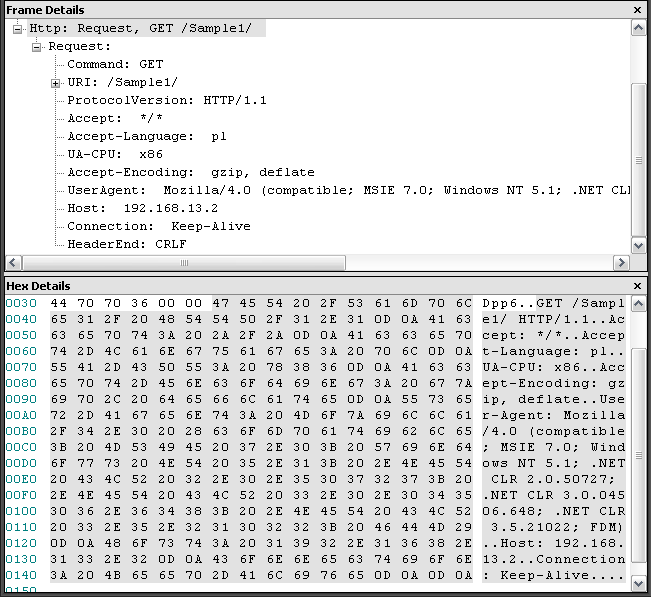 Frame Details
Http: Request, GET /Sample1/
Request:
Command: GET
URI: /Sample1/
ProtocolVersion: HTTP/1.1
Accept: */*
Accept-Language: pl
UA-CPU: x86
Accept-Encoding: gzip, deflate
UserAgent: Mozilla/4.0 (compatible; MSIE 7.0; Windows NT 5.1; .NET CLR
Host: 192.168.13.2
Connection: Keep-Alive
HeaderEnd: CRLF
Hex Details
0030 44 70 70 36 00 00 47 45 54 20 2F 53 61 6D 70 6C Dpp6..GET /Sampl
0040 65 31 2F 20 48 54 54 50 2F 31 2E 31 0D 0A 41 63 e1/ HTTP/1.1..Ac
0050 63 65 70 74 3A 20 2A 2F 2A 0D 0A 41 63 63 65 70 cept: */*..Accep
0060 74 2D 4C 61 6E 67 75 61 67 65 3A 20 70 6C 0D 0A t-Language: pl..
0070 55 41 2D 43 50 55 3A 20 78 38 36 0D 0A 41 63 63 UA-CPU: x86..Acc
0080 65 70 74 2D 45 6E 63 6F 64 69 6E 67 3A 20 67 7A ept-Encoding: gz
0090 69 70 2C 20 64 65 66 6C 61 74 65 0D 0A 55 73 65 ip, deflate..Use
00A0 72 2D 41 67 65 6E 74 3A 20 4D 6F 7A 69 6C 6C 61 r-Agent: Mozilla
00B0 2F 34 2E 30 20 28 63 6F 6D 70 61 74 69 62 6C 65 /4.0 (compatible
00C0 3B 20 4D 53 49 45 20 37 2E 30 3B 20 57 69 6E 64 ; MSIE 7.0; Wind
00D0 6F 77 73 20 4E 54 20 35 2E 31 3B 20 2E 4E 45 54 ows NT 5.1; .NET
00E0 20 43 4C 52 20 32 2E 30 2E 35 30 37 32 37 3B 20 CLR 2.0.50727;
00F0 2E 4E 45 54 20 43 4C 52 20 33 2E 30 2E 30 34 35 .NET CLR 3.0.045
0100 30 36 2E 36 34 38 3B 20 2E 4E 45 54 20 43 4C 52 06.648; .NET CLR
0110 20 33 2E 35 2E 32 31 30 32 32 3B 20 46 44 4D 29 3.5.21022; FDM)
0120 0D 0A 48 6F 73 74 3A 20 31 39 32 2E 31 36 38 2E ..Host: 192.168.
0130 31 33 2E 32 0D 0A 43 6F 6E 6E 65 63 74 69 6F 6E 13.2..Connection
0140 3A 20 4B 65 65 70 2D 41 6C 69 76 65 0D 0A 0D 0A : Keep-Alive....
0150